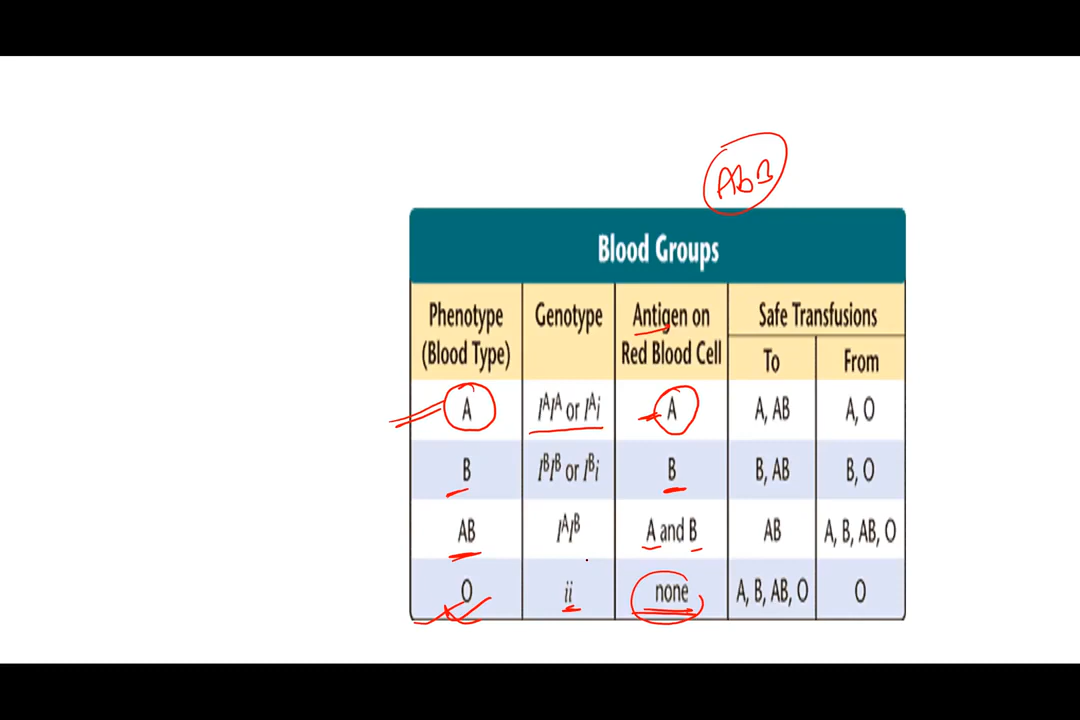 AbB
Blood Groups
Phenotype (Blood Type) Genotype Antigen on Red Blood Cell Safe Transfusions
To From
A IᴬIᴬ or Iᴬi A A, AB A, O
B IᴮIᴮ or Iᴮi B B, AB B, O
AB IᴬIᴮ A and B AB A, B, AB, O
O ii none A, B, AB, O O